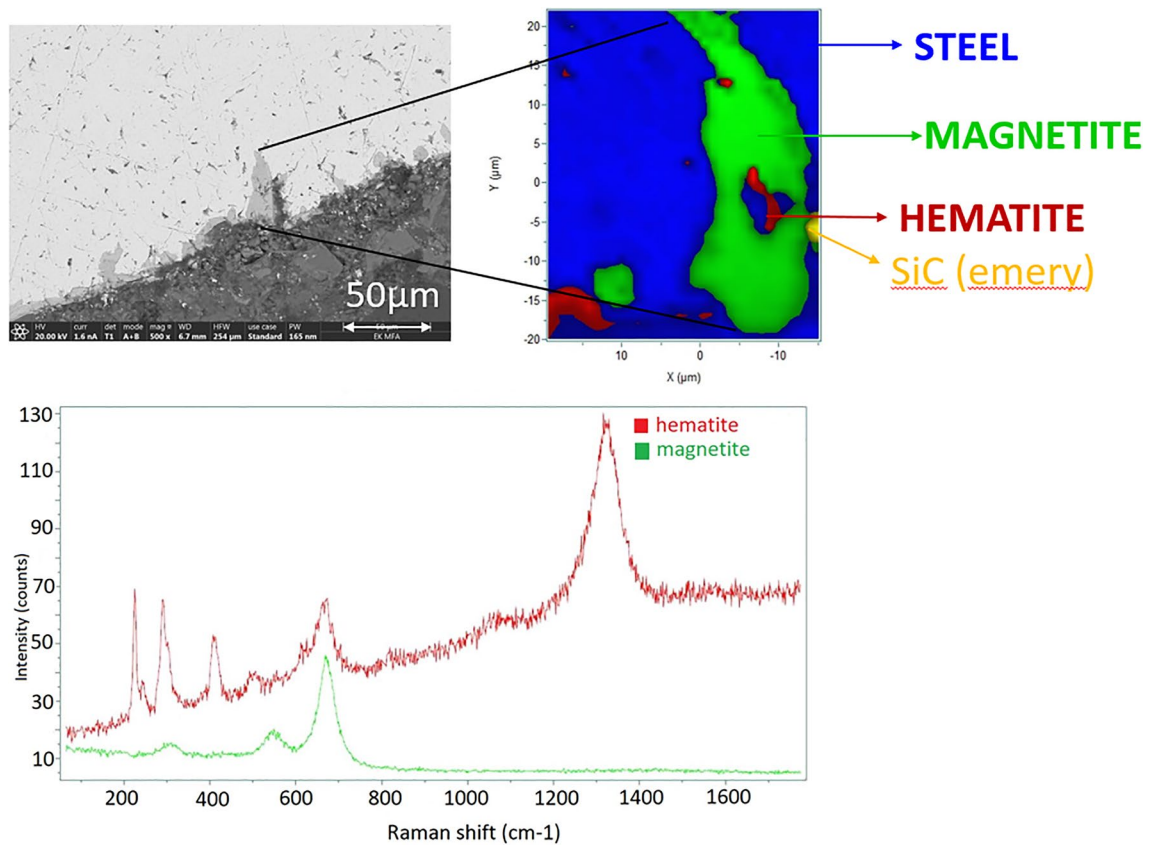 50μm
HV curr det mode mag ⊕ WD HFW use case PW
20.00 kV 1.6 nA T1 A+B 500 x 6.7 mm 254 μm Standard 165 nm
EK MFA
20
15
10
5
0
-5
-10
-15
-20
Y (μm)
10 0 -10
X (μm)
STEEL
MAGNETITE
HEMATITE
SiC (emery)
130
110
90
70
50
30
10
Intensity (counts)
hematite
magnetite
200 400 600 800 1000 1200 1400 1600
Raman shift (cm-1)